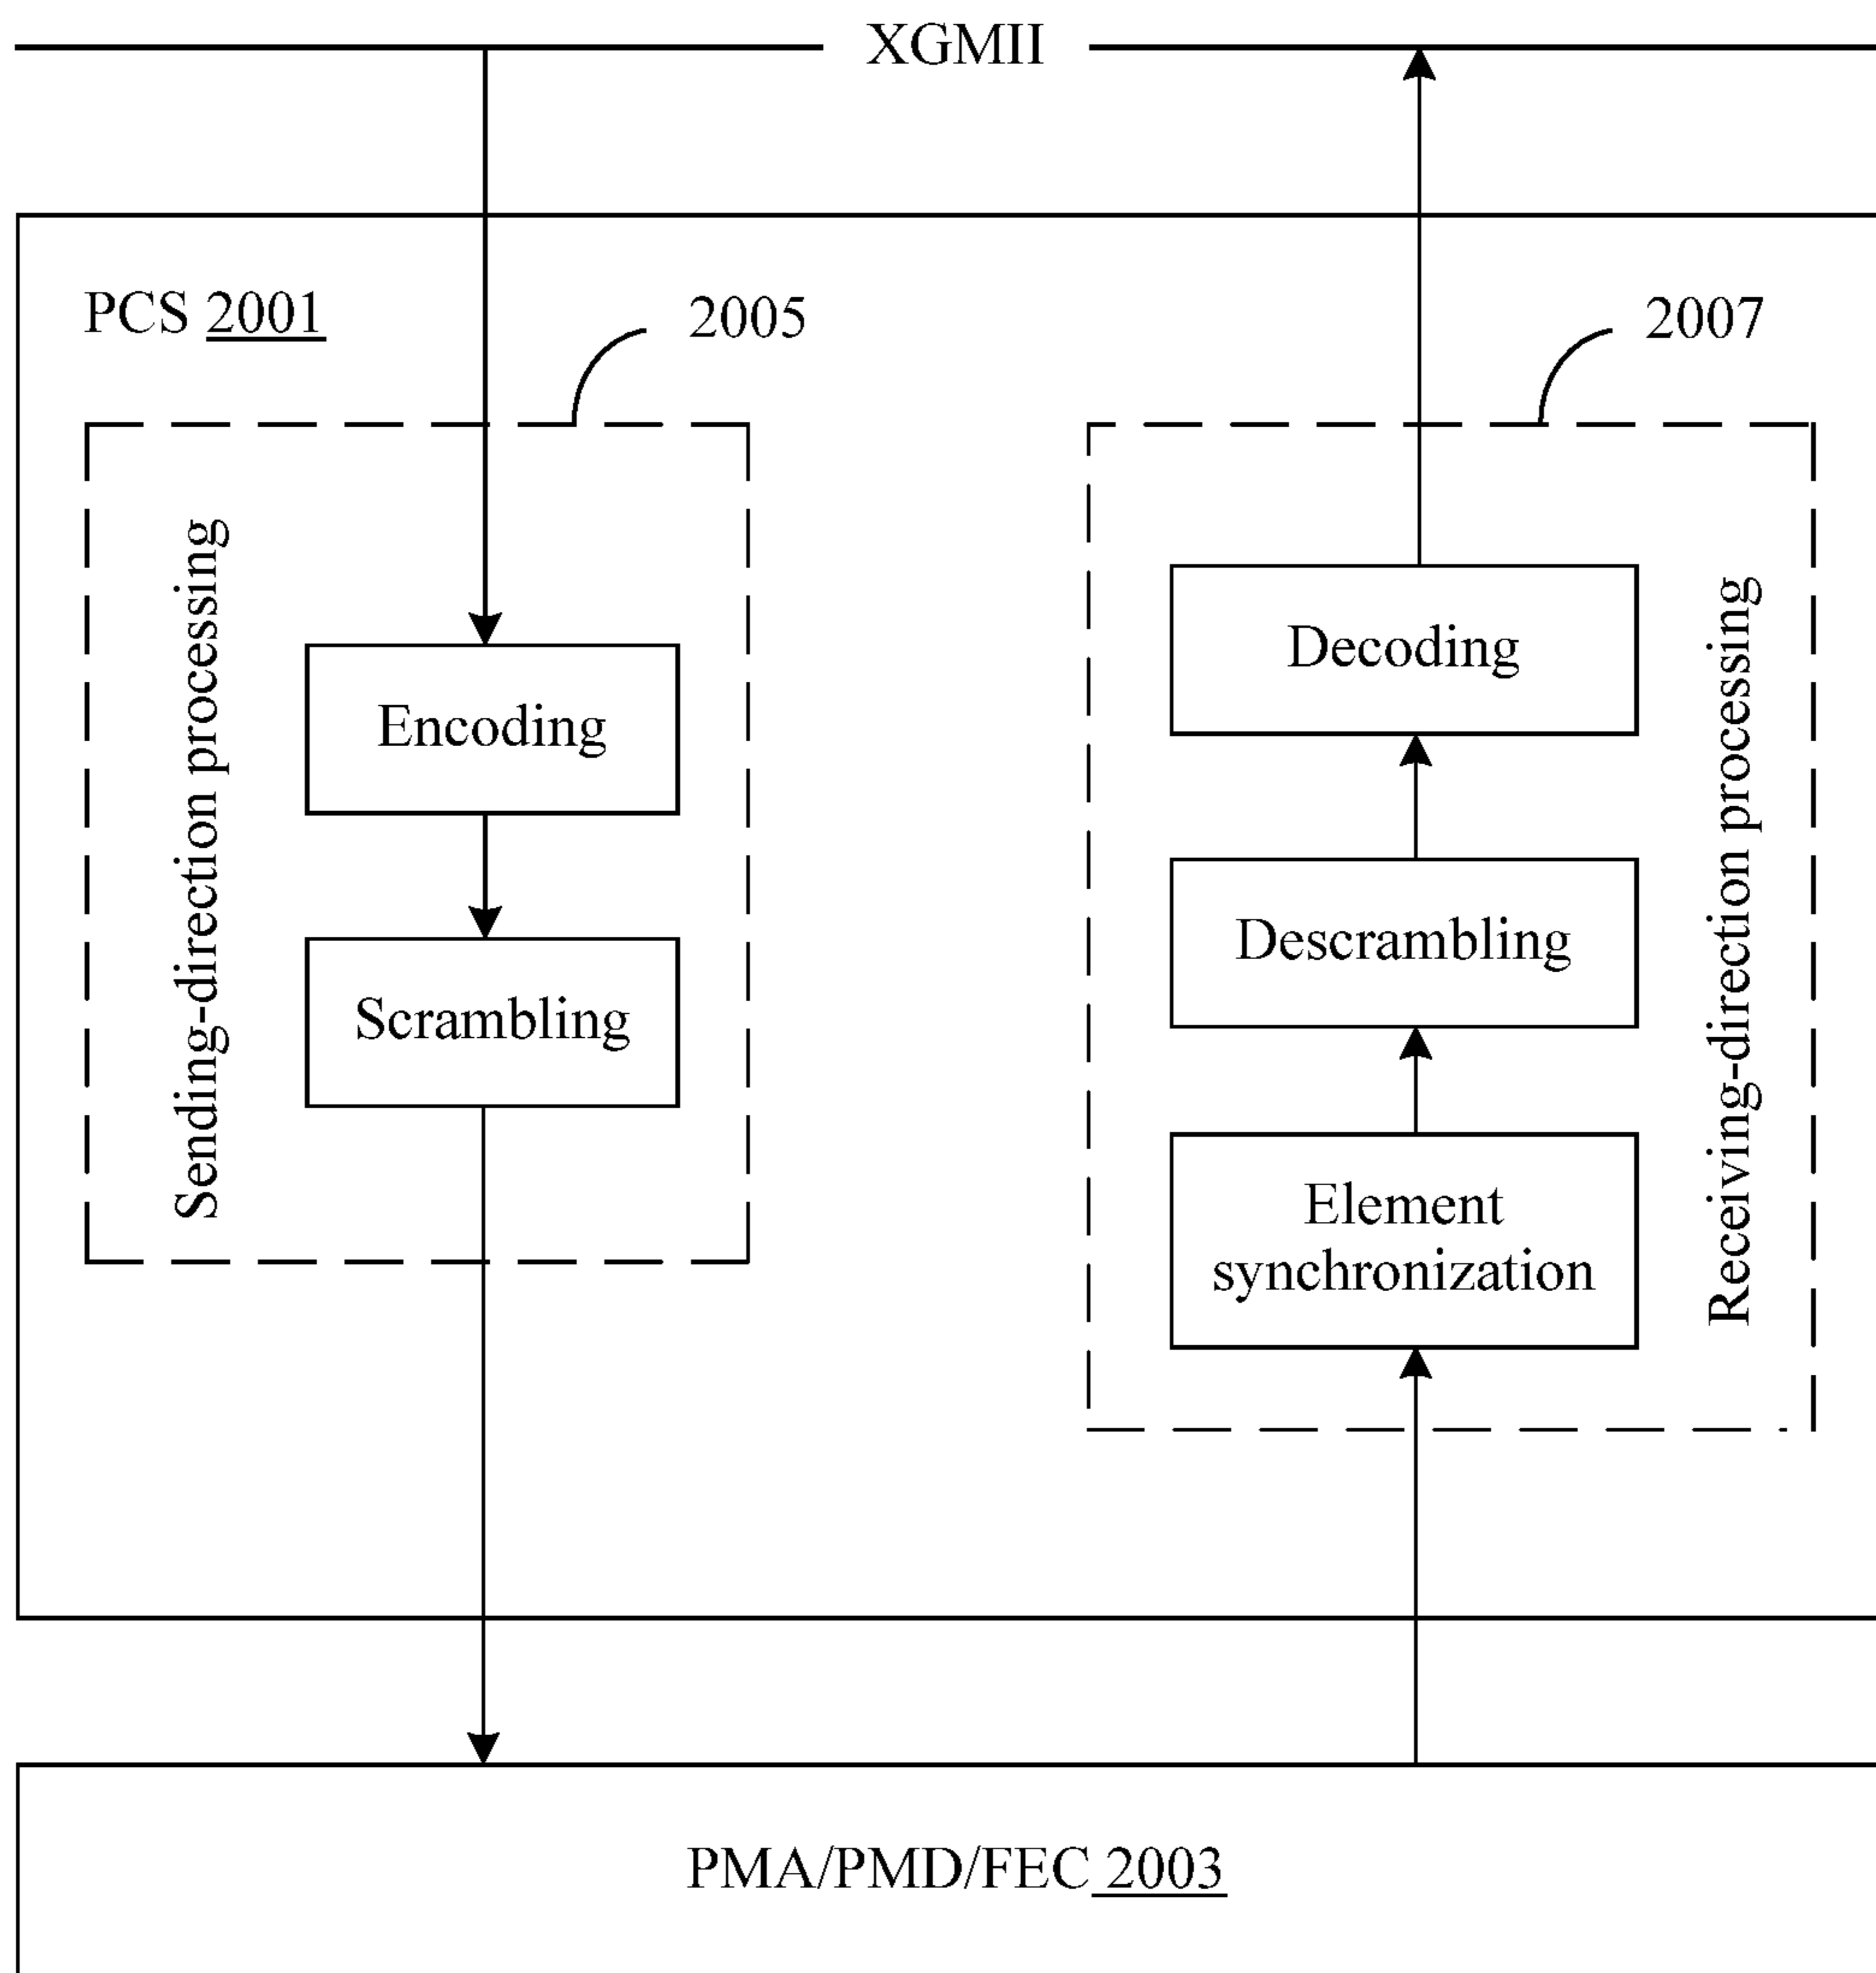 XGMII
PCS 2001
2005
2007
Sending-direction processing
Encoding
Scrambling
Decoding
Descrambling
Element
synchronization
Receiving-direction processing
PMA/PMD/FEC 2003